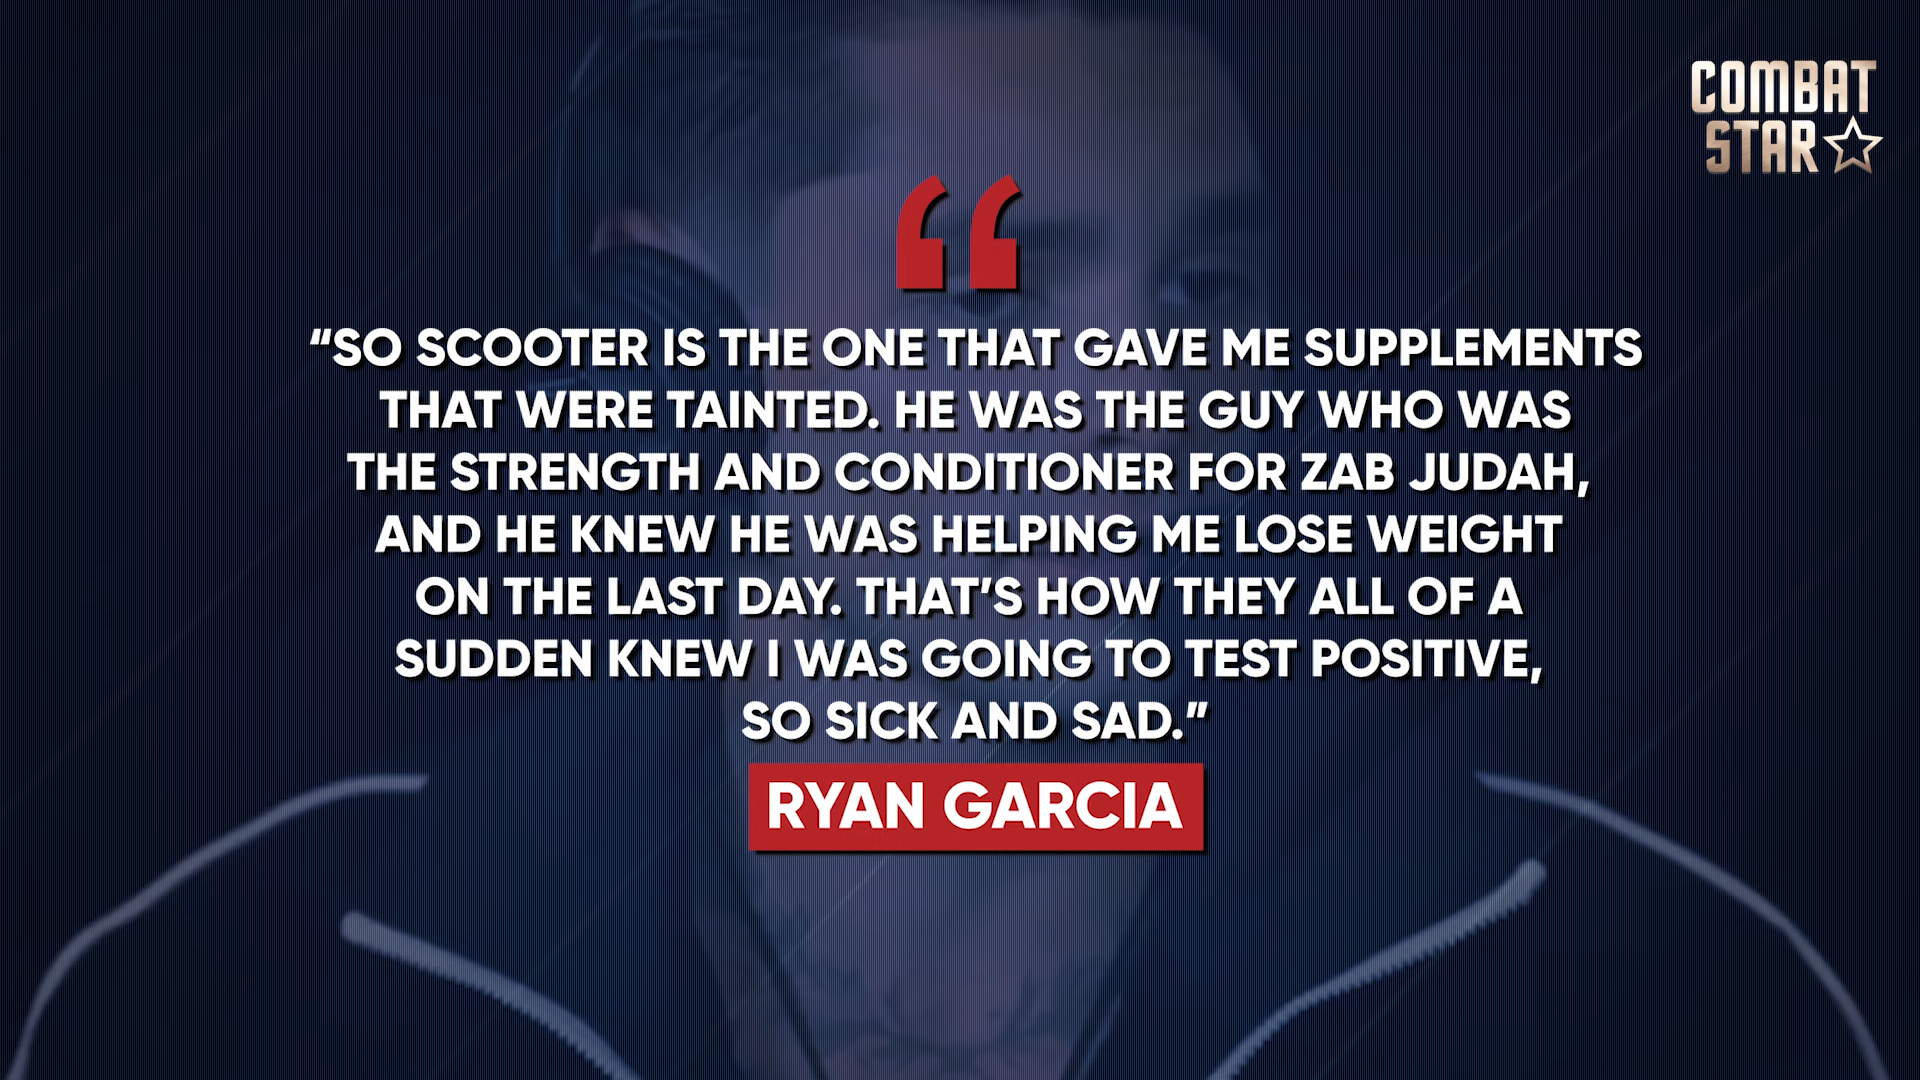 COMBAT
STAR
“SO SCOOTER IS THE ONE THAT GAVE ME SUPPLEMENTS
THAT WERE TAINTED. HE WAS THE GUY WHO WAS
THE STRENGTH AND CONDITIONER FOR ZAB JUDAH,
AND HE KNEW HE WAS HELPING ME LOSE WEIGHT
ON THE LAST DAY. THAT’S HOW THEY ALL OF A
SUDDEN KNEW I WAS GOING TO TEST POSITIVE,
SO SICK AND SAD.”
RYAN GARCIA